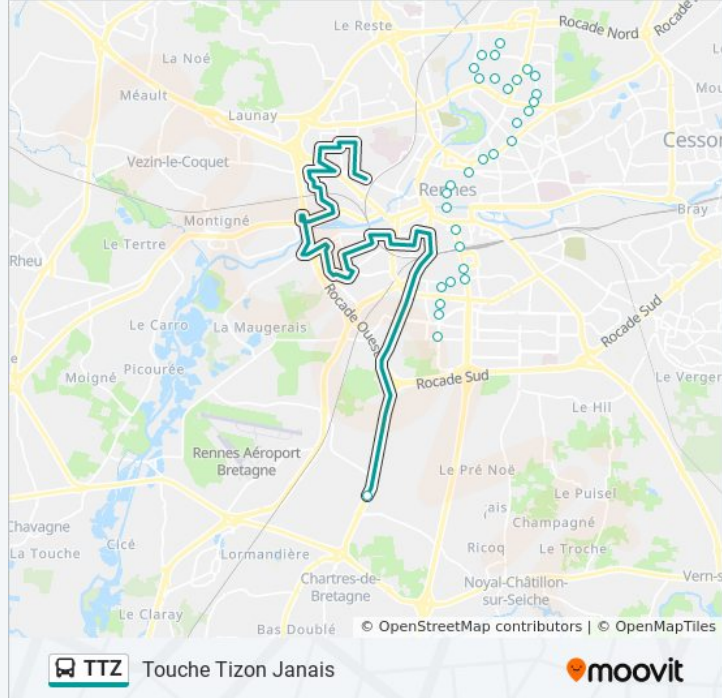 Rocade Nord
Rocade
Le Reste
La Noé
Méault
Launay
Cesson
Vezin-le-Coquet
Rennes
Bray
Montigné
Le Tertre
Rheu
Rocade Ouest
Rocade Sud
Le Carro
La Maugerais
Picourée
Moigné
Le Verger
Rocade Sud
Le Hil
Rennes Aéroport
Bretagne
Le Pré Noë
Le Pulsel
Champagné
Chavagne
La Touche
Cicé
Lormandière
Ricoq
Le Troche
Chartres-de-
Bretagne
Noyal-Châtillon-
sur-Seiche
Vern-s
Le Claray
Bas Doublé
© OpenStreetMap contributors | © OpenMapTiles
TTZ Touche Tizon Janais
moovit